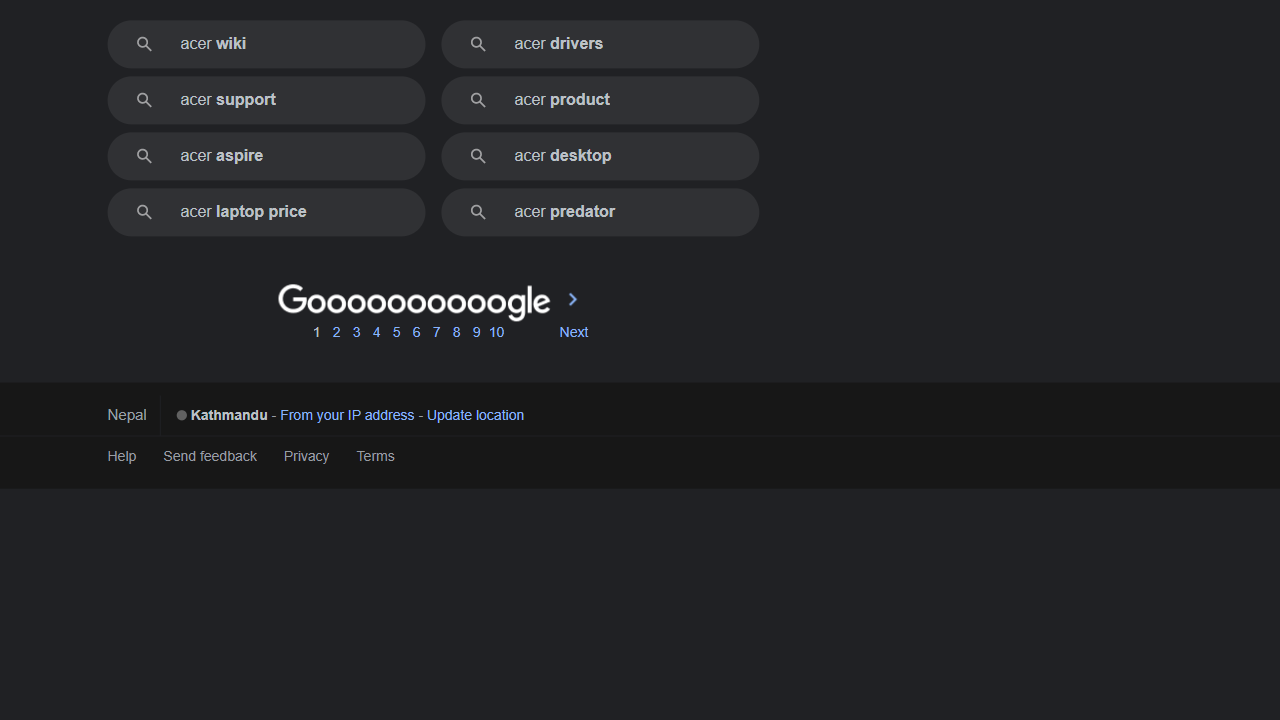 acer wiki
acer drivers
acer support
acer product
acer aspire
acer desktop
acer laptop price
acer predator
Goooooooooogle
1 2 3 4 5 6 7 8 9 10 Next
Nepal Kathmandu - From your IP address - Update location
Help Send feedback Privacy Terms